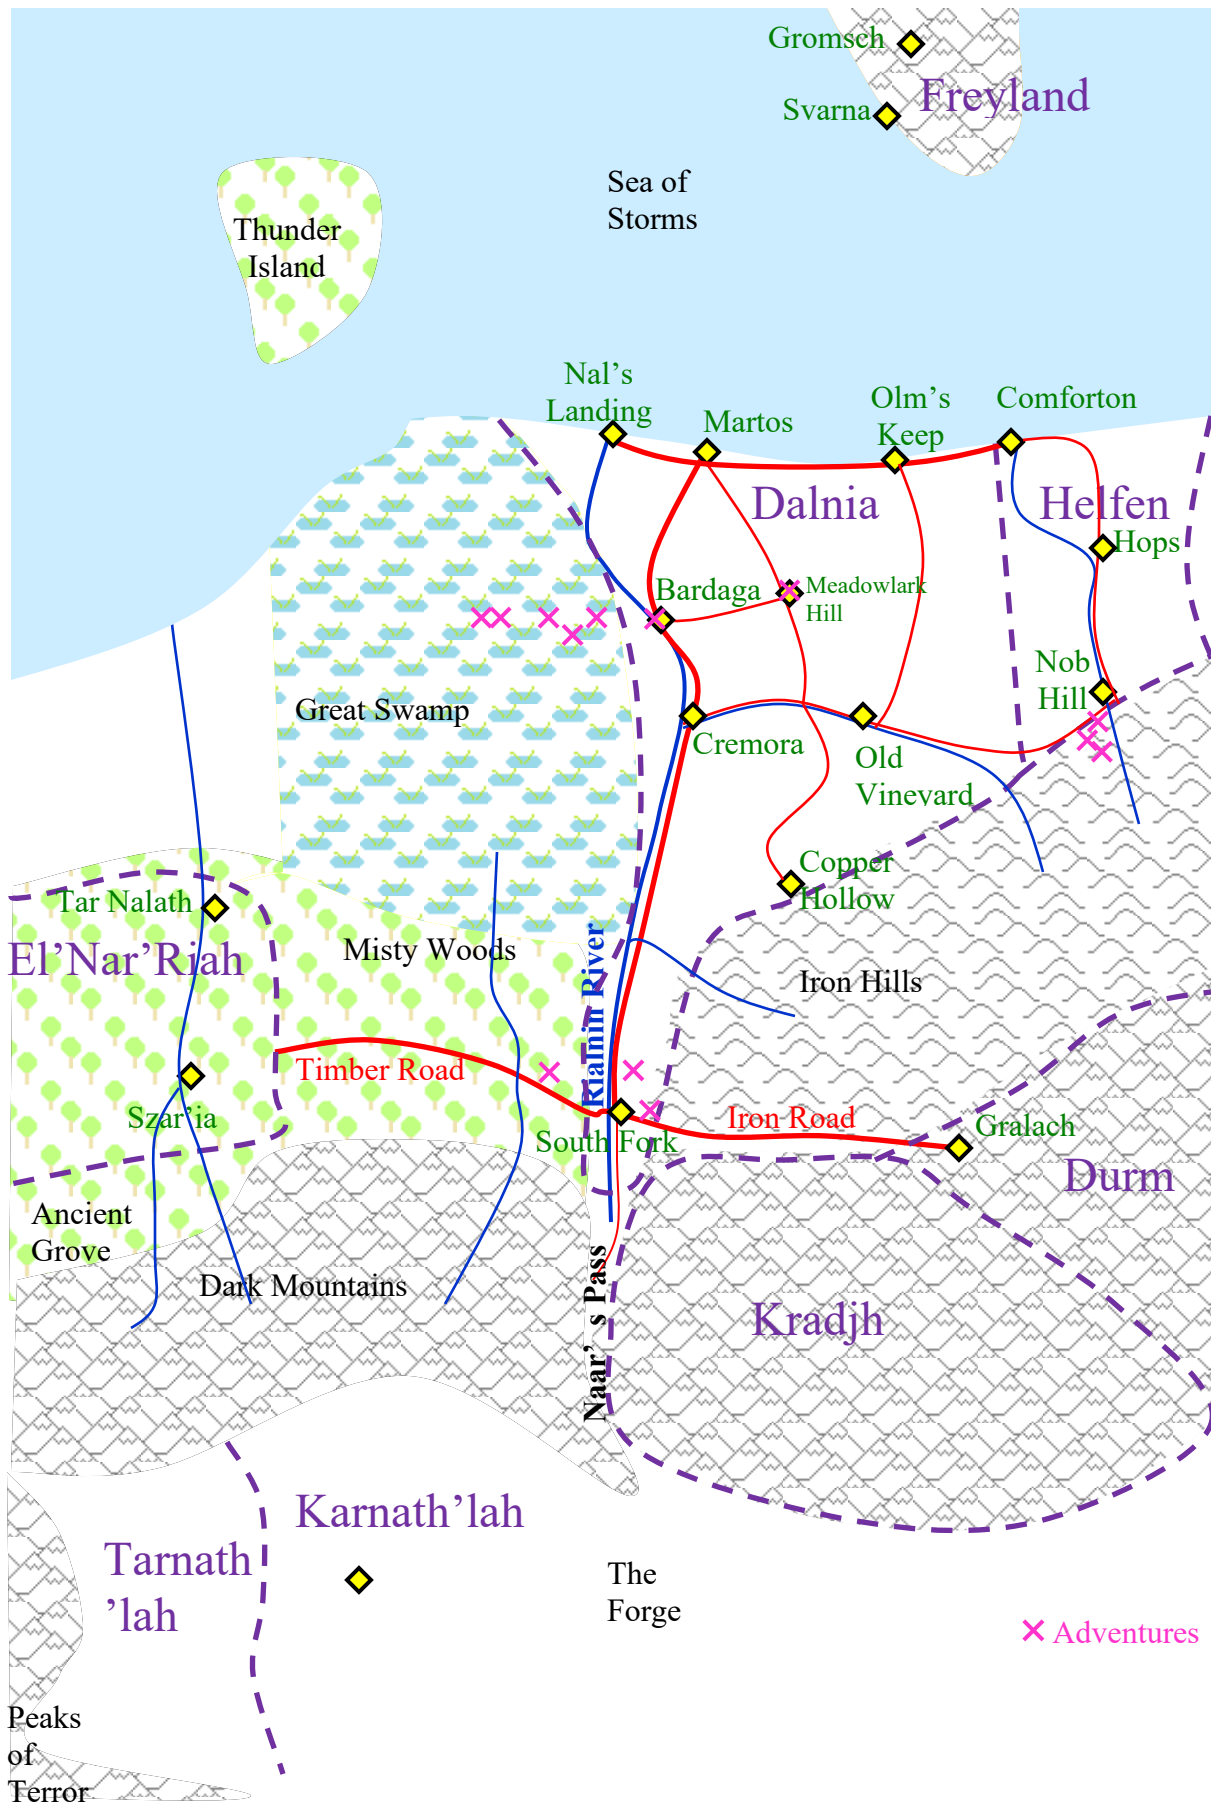 Gromsch
Freyland
Svarna
Sea of
Storms
Thunder
Island
Nal’s
Landing
Martos
Olm’s
Keep
Comforton
Dalnia
Helfen
Hops
Bardaga
Meadowlark
Hill
Nob
Hill
Great Swamp
Cremora
Old
Vinevard
Copper
Hollow
Tar Nalath
El’Nar’Riah
Misty Woods
Rialnin River
Iron Hills
Timber Road
Szar’ia
South Fork
Iron Road
Gralach
Durm
Ancient
Grove
Dark Mountains
Naar’ s Pass
Kradjh
Karnath’lah
Tarnath
’lah
The
Forge
Adventures
Peaks
of
Terror